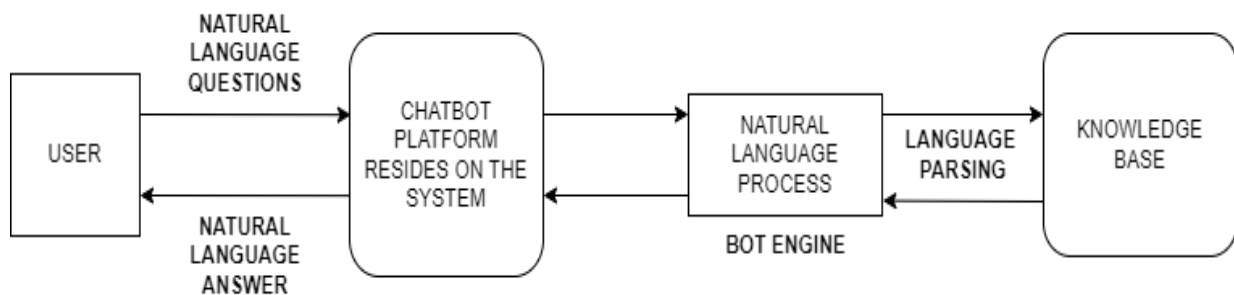 NATURAL
LANGUAGE
QUESTIONS
USER
NATURAL
LANGUAGE
ANSWER
CHATBOT
PLATFORM
RESIDES ON THE
SYSTEM
NATURAL
LANGUAGE
PROCESS
BOT ENGINE
LANGUAGE
PARSING
KNOWLEDGE
BASE